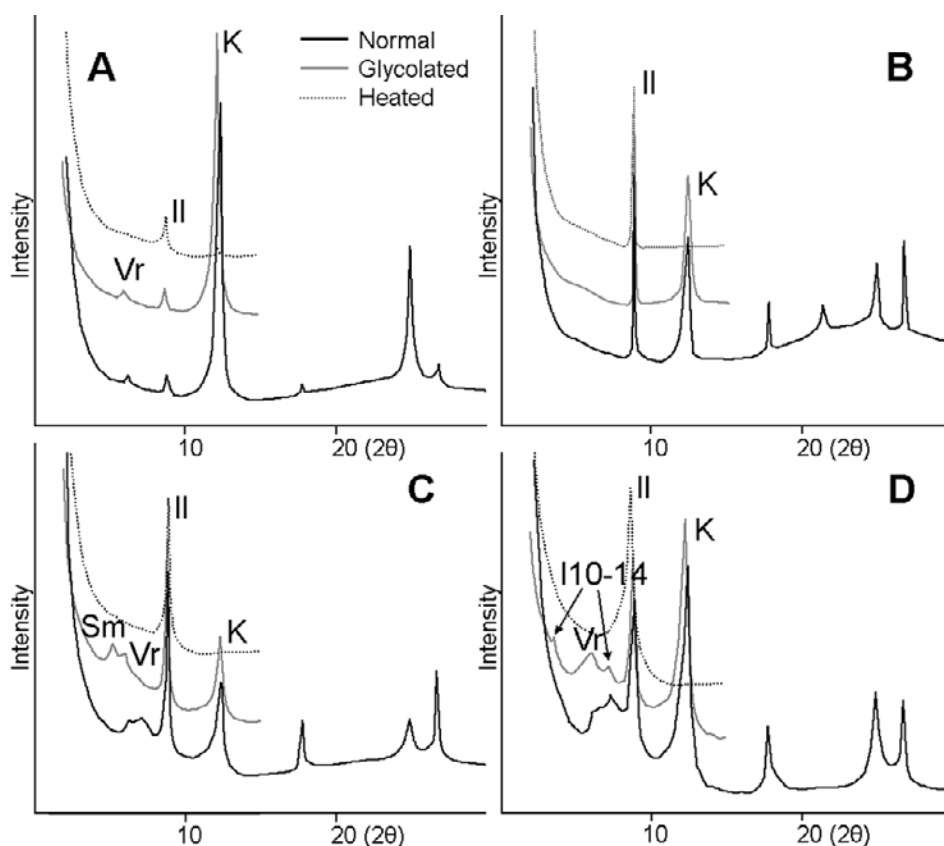 A
K
Normal
Glycolated
Heated
Il
Vr
Intensity
10
20 (2θ)
B
Il
K
Intensity
10
20 (2θ)
C
Il
Sm
Vr
K
Intensity
10
20 (2θ)
D
Il
K
I10-14
Vr
Intensity
10
20 (2θ)